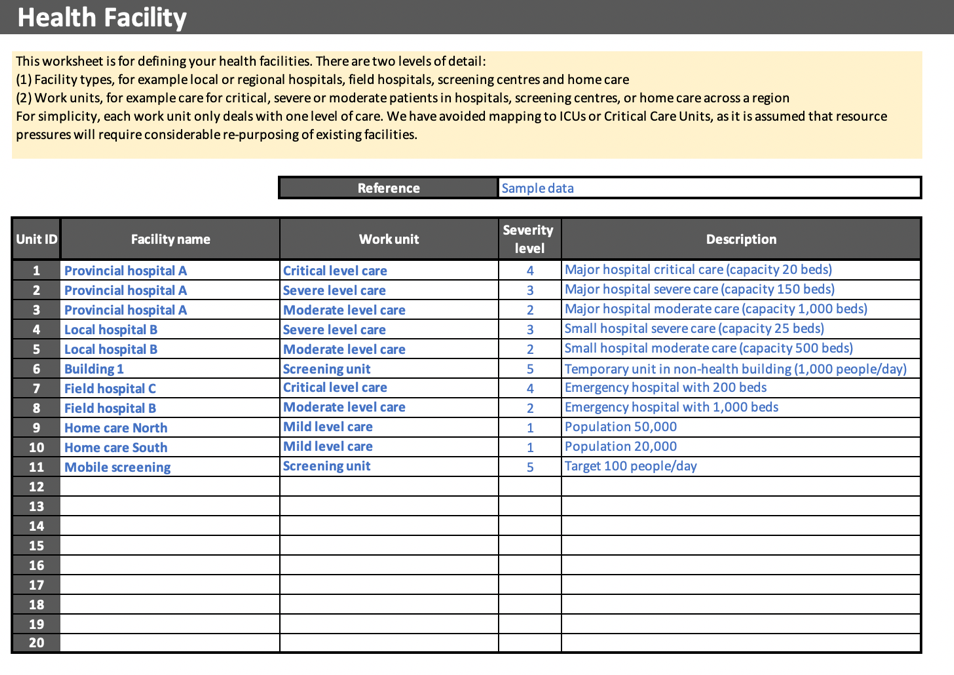 Health Facility
This worksheet is for defining your health facilities. There are two levels of detail:
(1) Facility types, for example local or regional hospitals, field hospitals, screening centres and home care
(2) Work units, for example care for critical, severe or moderate patients in hospitals, screening centres, or home care across a region
For simplicity, each work unit only deals with one level of care. We have avoided mapping to ICUs or Critical Care Units, as it is assumed that resource
pressures will require considerable re-purposing of existing facilities.
Reference Sample data
Unit ID Facility name Work unit Severity level Description
1 Provincial hospital A Critical level care 4 Major hospital critical care (capacity 20 beds)
2 Provincial hospital A Severe level care 3 Major hospital severe care (capacity 150 beds)
3 Provincial hospital A Moderate level care 2 Major hospital moderate care (capacity 1,000 beds)
4 Local hospital B Severe level care 3 Small hospital severe care (capacity 25 beds)
5 Local hospital B Moderate level care 2 Small hospital moderate care (capacity 500 beds)
6 Building 1 Screening unit 5 Temporary unit in non-health building (1,000 people/day)
7 Field hospital C Critical level care 4 Emergency hospital with 200 beds
8 Field hospital B Moderate level care 2 Emergency hospital with 1,000 beds
9 Home care North Mild level care 1 Population 50,000
10 Home care South Mild level care 1 Population 20,000
11 Mobile screening Screening unit 5 Target 100 people/day
12
13
14
15
16
17
18
19
20